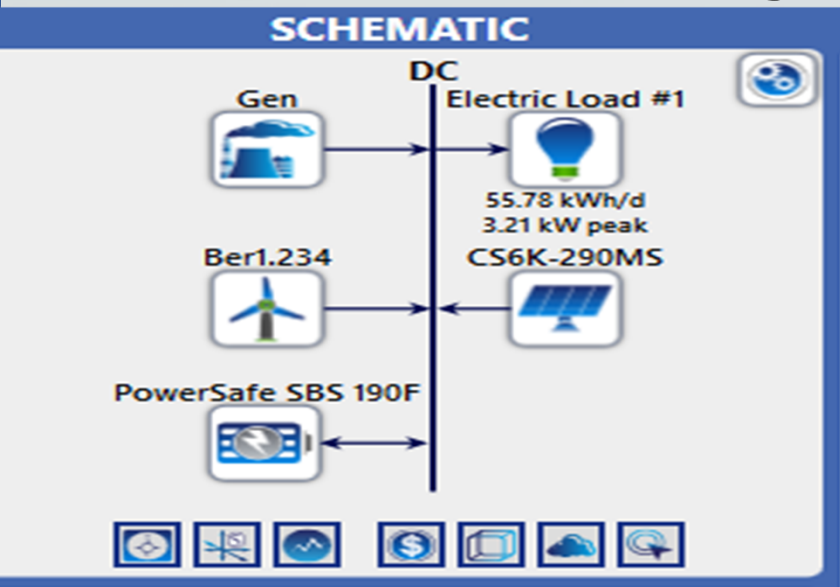 SCHEMATIC
DC
Gen
Electric Load #1
55.78 kWh/d
3.21 kW peak
Ber1.234
CS6K-290MS
PowerSafe SBS 190F